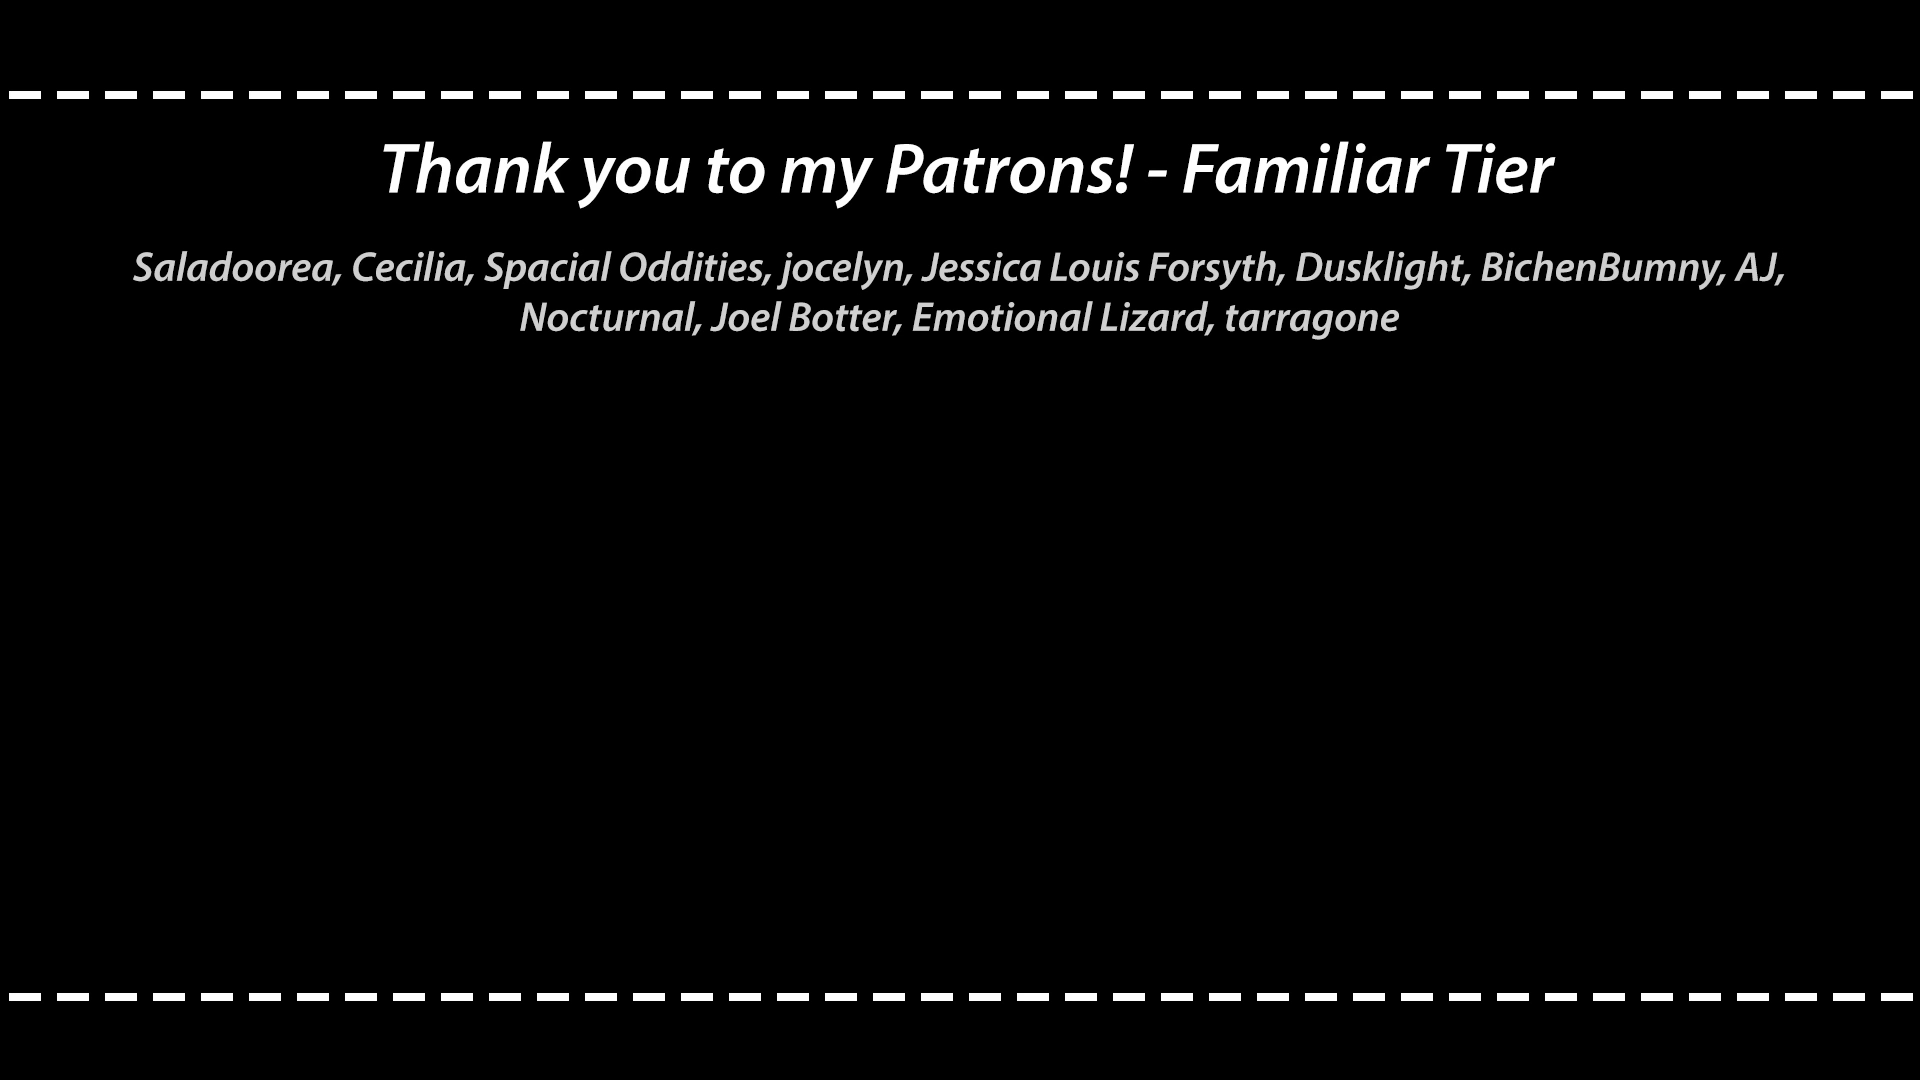 Thank you to my Patrons! - Familiar Tier
Saladoorea, Cecilia, Spacial Oddities, jocelyn, Jessica Louis Forsyth, Dusklight, BichenBumny, AJ,
Nocturnal, Joel Botter, Emotional Lizard, tarragone